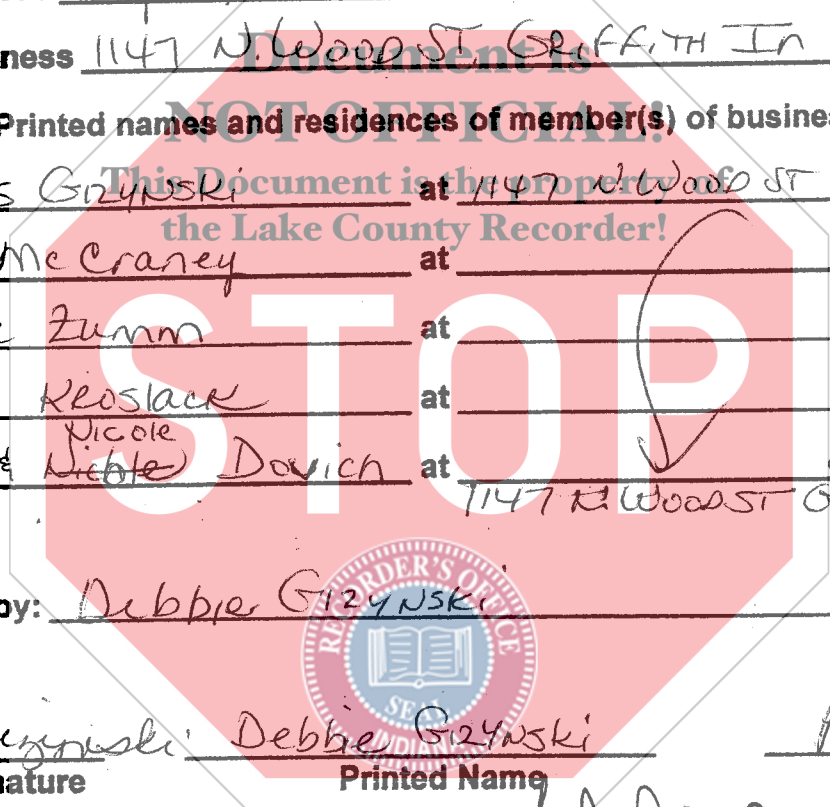 ness 1147 N. WOOD ST, GRIFFITH In
Document is
NOT OFFICIAL!
Printed names and residences of member(s) of busine
This Document is the property of
s GIZYNSKI at 1147 N. WOOD ST
the Lake County Recorder!
McCraney at
Zumm at
STOP
KROSLACK at
Nicole
& Nichle Dovich at
1147 N. WOOD ST G
by: Debbie GIZYNSKI
RECORDER'S OFFICE
SEAL
INDIANA
Debbie GIZYNSKI
nature Printed Name